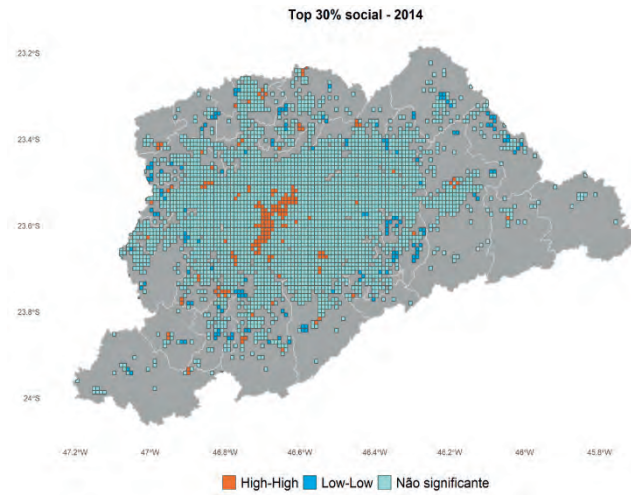 Top 30% social - 2014
23.2°S
23.4°S
23.6°S
23.8°S
24°S
47.2°W 47°W 46.8°W 46.6°W 46.4°W 46.2°W 46°W 45.8°W
High-High Low-Low Não significante